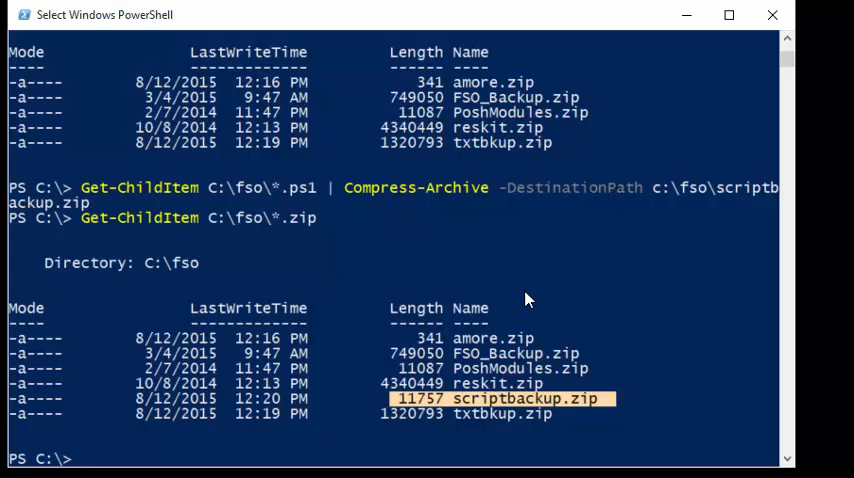 Select Windows PowerShell
Mode LastWriteTime Length Name
---- ------------- ------ ----
-a---- 8/12/2015 12:16 PM 341 amore.zip
-a---- 3/4/2015 9:47 AM 749050 FSO_Backup.zip
-a---- 2/7/2014 11:47 PM 11087 PoshModules.zip
-a---- 10/8/2014 12:13 PM 4340449 reskit.zip
-a---- 8/12/2015 12:19 PM 1320793 txtbkup.zip
PS C:\> Get-ChildItem C:\fso\*.ps1 | Compress-Archive -DestinationPath c:\fso\scriptb
ackup.zip
PS C:\> Get-ChildItem C:\fso\*.zip
Directory: C:\fso
Mode LastWriteTime Length Name
---- ------------- ------ ----
-a---- 8/12/2015 12:16 PM 341 amore.zip
-a---- 3/4/2015 9:47 AM 749050 FSO_Backup.zip
-a---- 2/7/2014 11:47 PM 11087 PoshModules.zip
-a---- 10/8/2014 12:13 PM 4340449 reskit.zip
-a---- 8/12/2015 12:20 PM 11757 scriptbackup.zip
-a---- 8/12/2015 12:19 PM 1320793 txtbkup.zip
PS C:\>